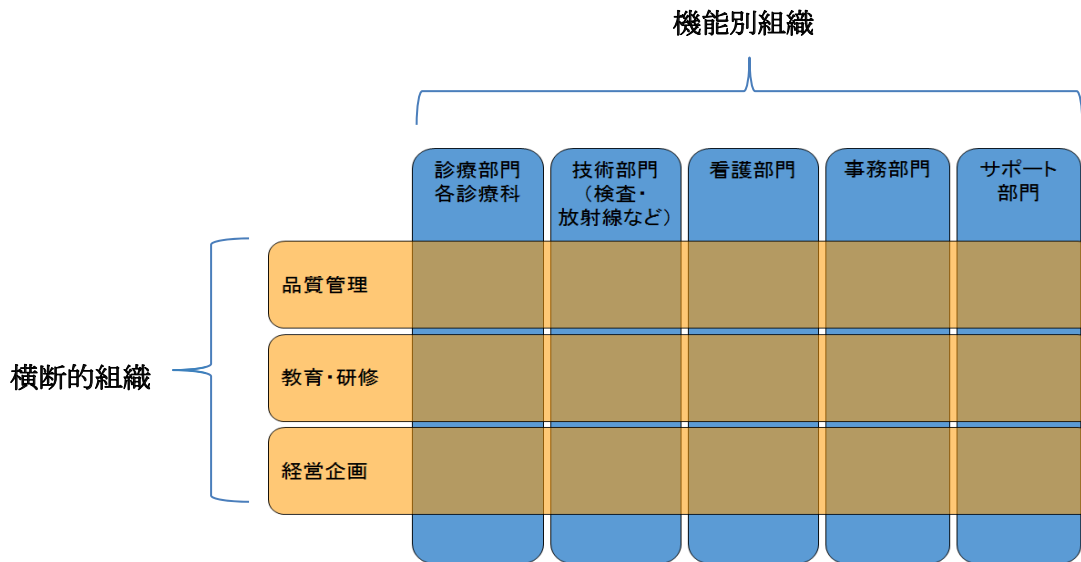 機能別組織
診療部門
各診療科
技術部門
（検査・
放射線など）
看護部門
事務部門
サポート
部門
横断的組織
品質管理
教育・研修
経営企画